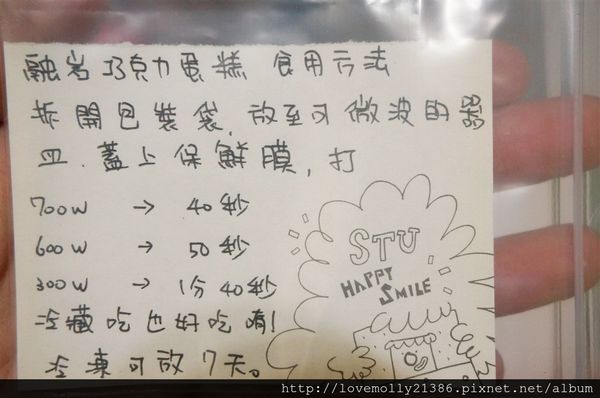 融岩巧克力蛋糕 食用方法
拆開包裝袋,放至可微波的器
皿.蓋上保鮮膜,打
700W → 40秒
600W → 50秒
300W → 1分40秒
冷藏吃也好吃唷!
冷凍可放7天。
STU
HAPPY
SMILE
http://lovemolly21386.pixnet.net/album